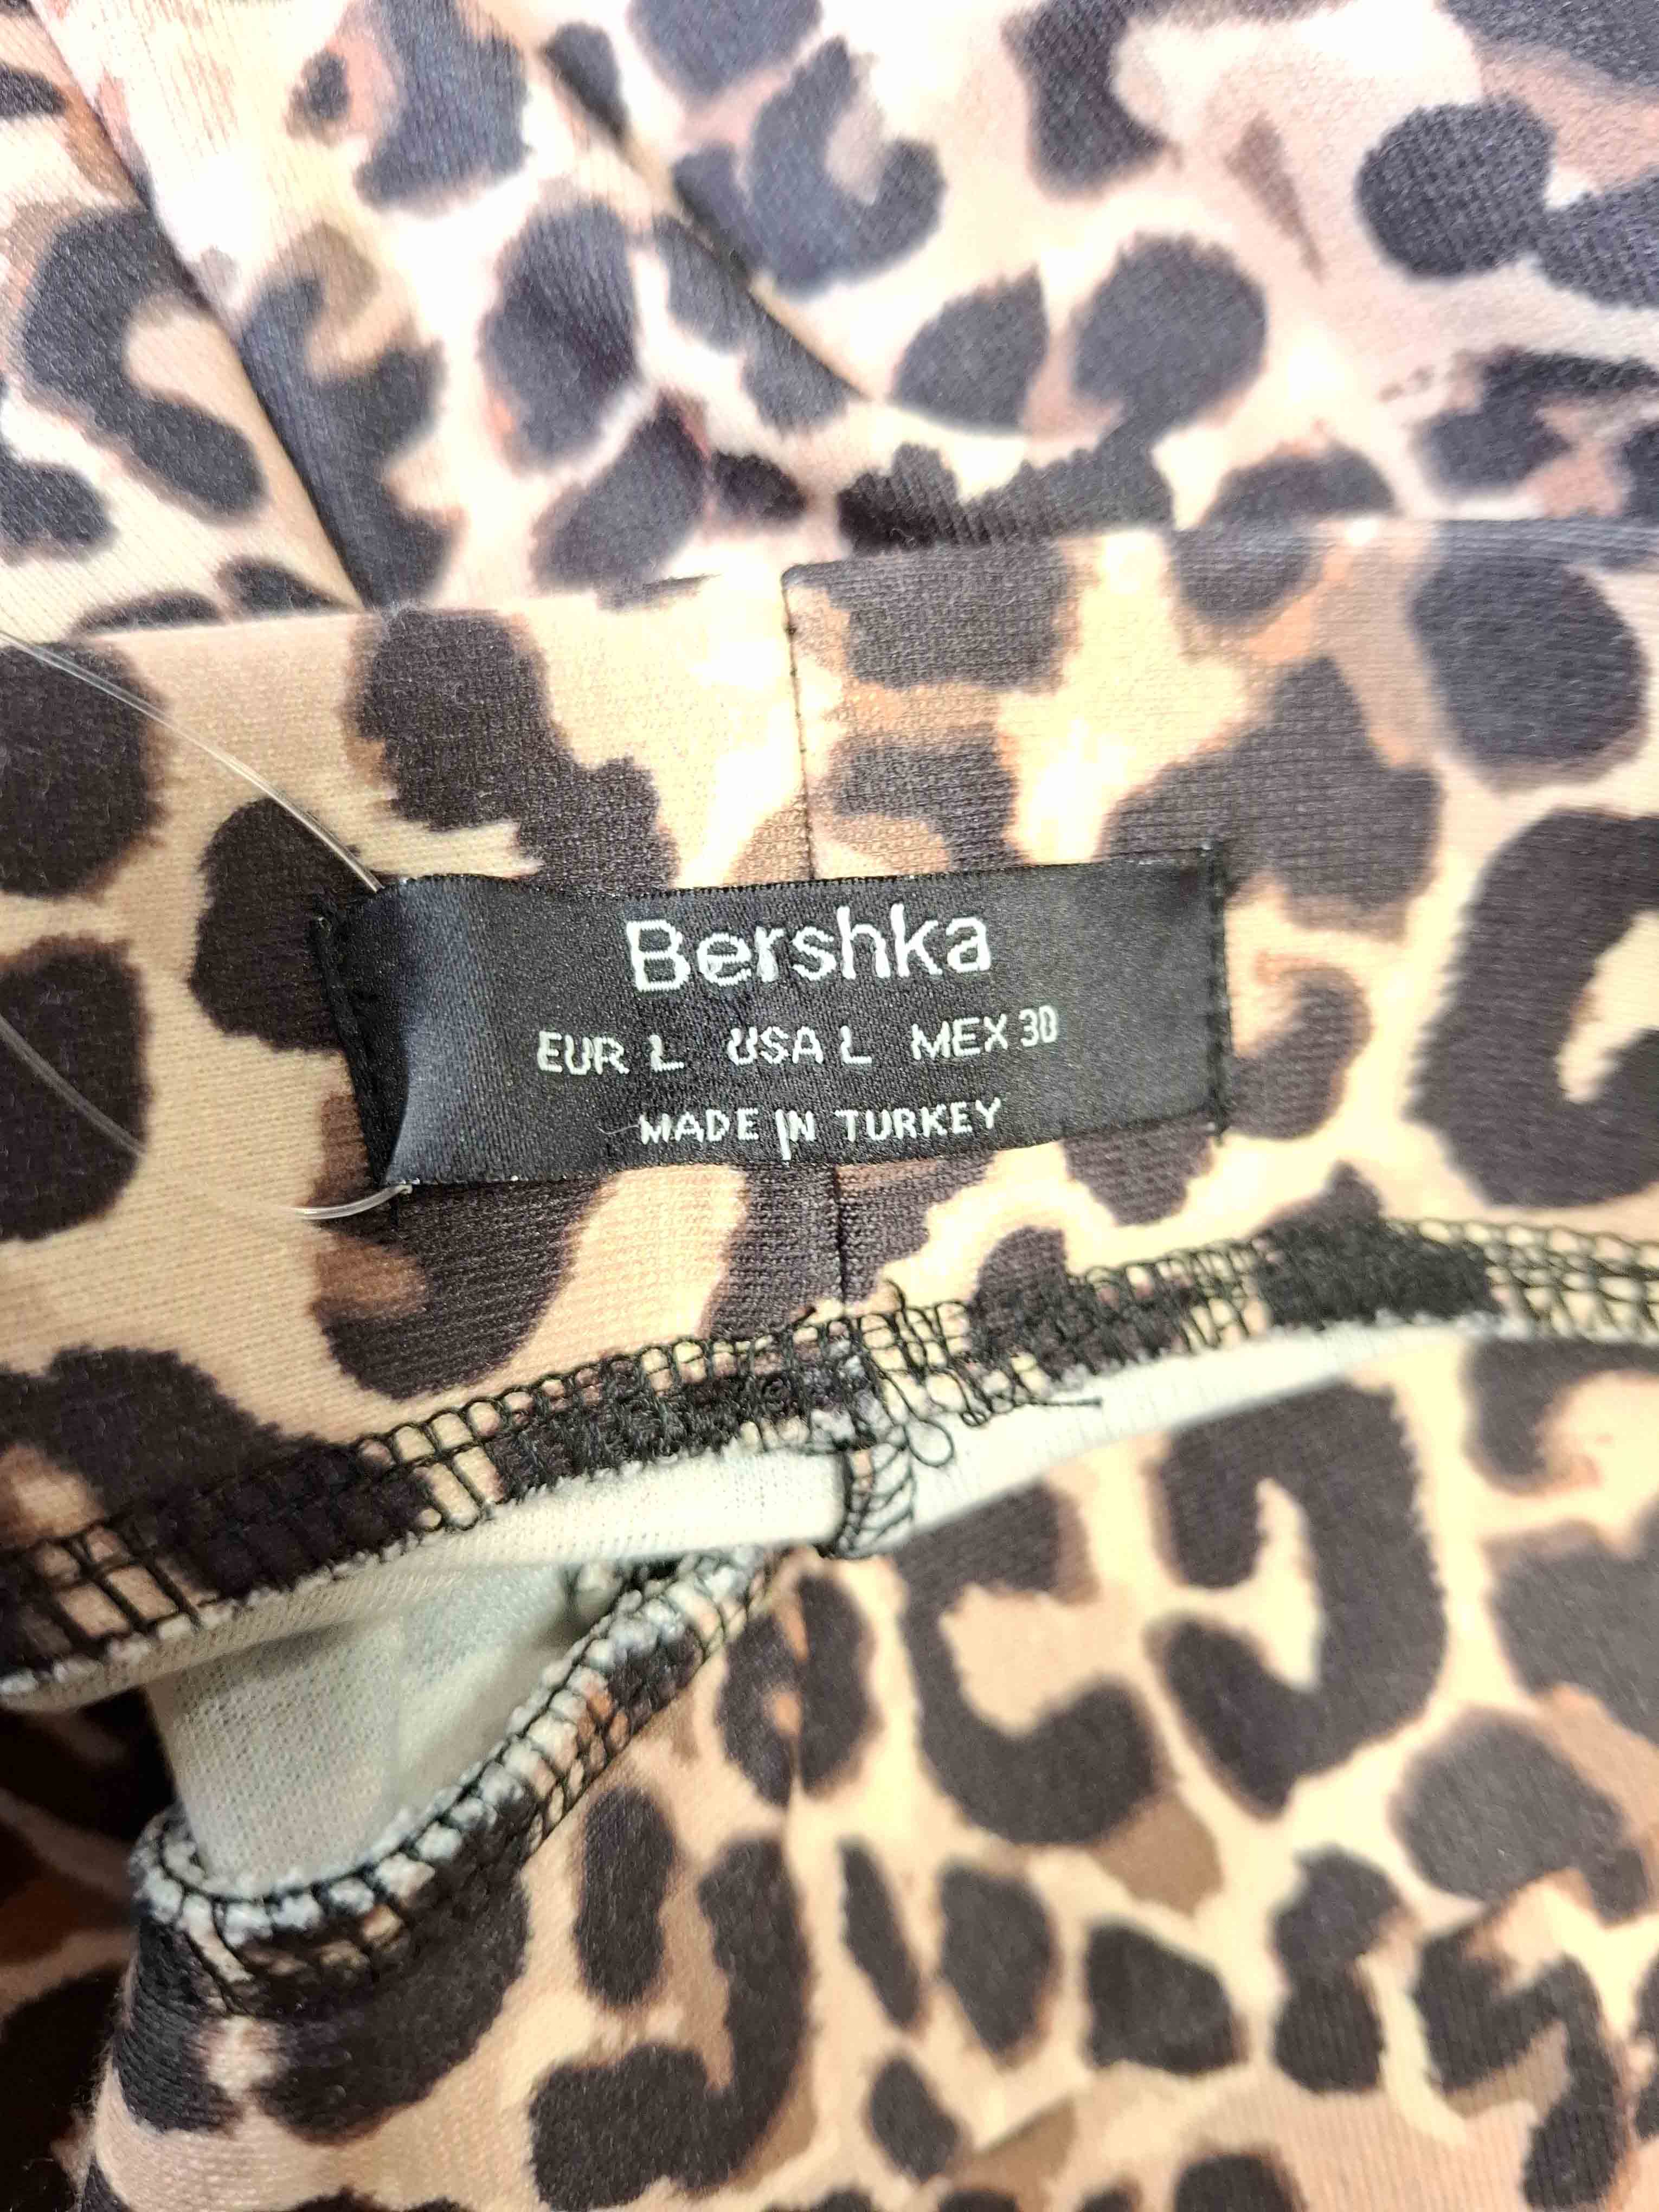 Bershka
EUR L USA L MEX 30
MADE IN TURKEY